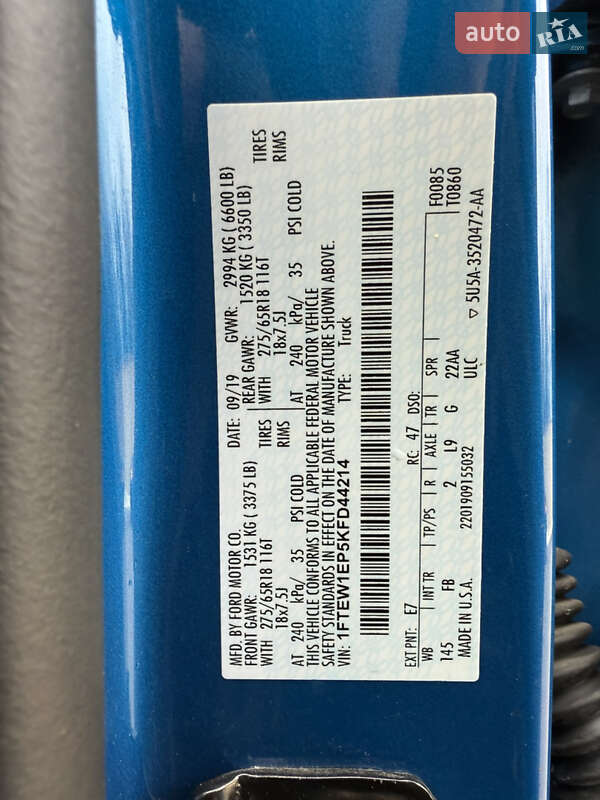 auto RIA
.com
MFD. BY FORD MOTOR CO. DATE: 09/19 GVWR: 2994 KG ( 6600 LB)
FRONT GAWR: 1531 KG ( 3375 LB) REAR GAWR: 1520 KG ( 3350 LB)
WITH 275/65R18 116T TIRES WITH 275/65R18 116T TIRES
18x7.5J RIMS 18x7.5J RIMS
AT 240 kPa/ 35 PSI COLD AT 240 kPa/ 35 PSI COLD
THIS VEHICLE CONFORMS TO ALL APPLICABLE FEDERAL MOTOR VEHICLE
SAFETY STANDARDS IN EFFECT ON THE DATE OF MANUFACTURE SHOWN ABOVE.
VIN: 1FTEW1EP5KFD44214 TYPE: Truck
EXT PNT: E7 RC: 47 DSO: F0085
WB INT TR TP/PS R AXLE TR SPR T0860
145 FB 2 L9 G 22AA
MADE IN U.S.A. 2201909155032 ULC ▽ 5U5A-3520472-AA